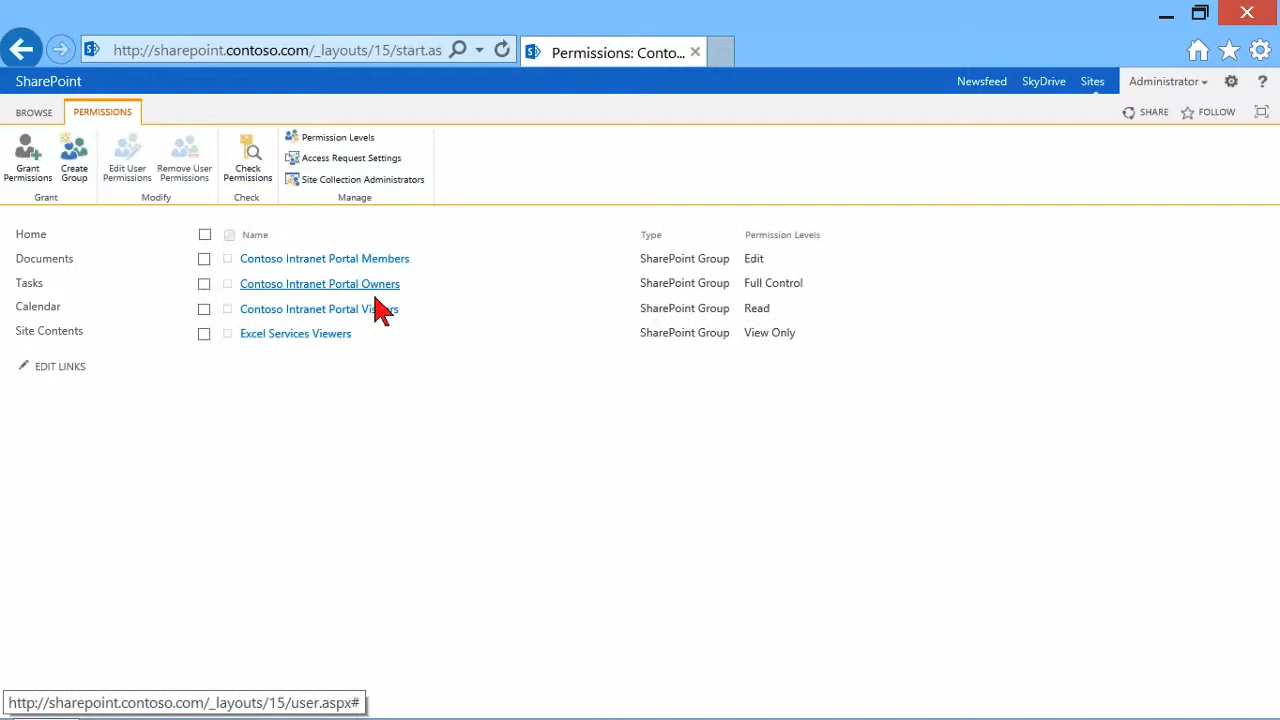 http://sharepoint.contoso.com/_layouts/15/start.as
Permissions: Conto...
SharePoint
Newsfeed SkyDrive Sites Administrator ?
BROWSE PERMISSIONS SHARE FOLLOW
Grant Permissions
Create Group
Grant
Edit User Permissions
Remove User Permissions
Modify
Check Permissions
Check
Permission Levels
Access Request Settings
Site Collection Administrators
Manage
Home
Documents
Tasks
Calendar
Site Contents
EDIT LINKS
Name Type Permission Levels
Contoso Intranet Portal Members SharePoint Group Edit
Contoso Intranet Portal Owners SharePoint Group Full Control
Contoso Intranet Portal SharePoint Group Read
Excel Services Viewers SharePoint Group View Only
http://sharepoint.contoso.com/_layouts/15/user.aspx#